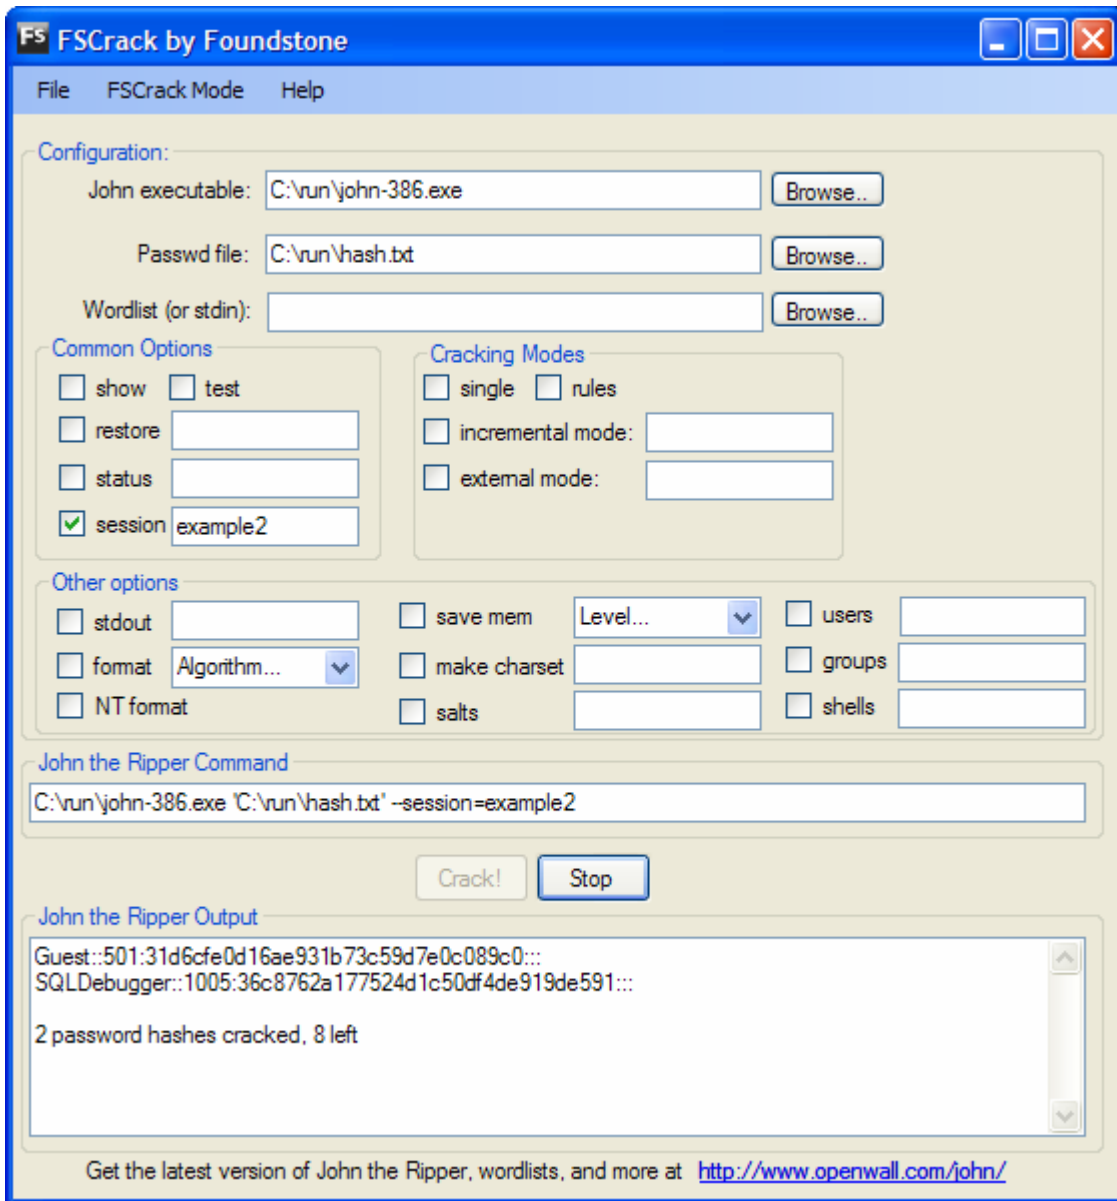 FS FSCrack by Foundstone
File FSCrack Mode Help
Configuration:
John executable: C:\run\john-386.exe Browse..
Passwd file: C:\run\hash.txt Browse..
Wordlist (or stdin): Browse..
Common Options
show test
restore
status
session example2
Cracking Modes
single rules
incremental mode:
external mode:
Other options
stdout
format Algorithm...
NT format
save mem Level...
make charset
salts
users
groups
shells
John the Ripper Command
C:\run\john-386.exe "C:\run\hash.txt" --session=example2
Crack! Stop
John the Ripper Output
Guest::501:31d6cfe0d16ae931b73c59d7e0c089c0:::
SQLDebugger::1005:36c8762a177524d1c50df4de919de591:::
2 password hashes cracked, 8 left
Get the latest version of John the Ripper, wordlists, and more at http://www.openwall.com/john/